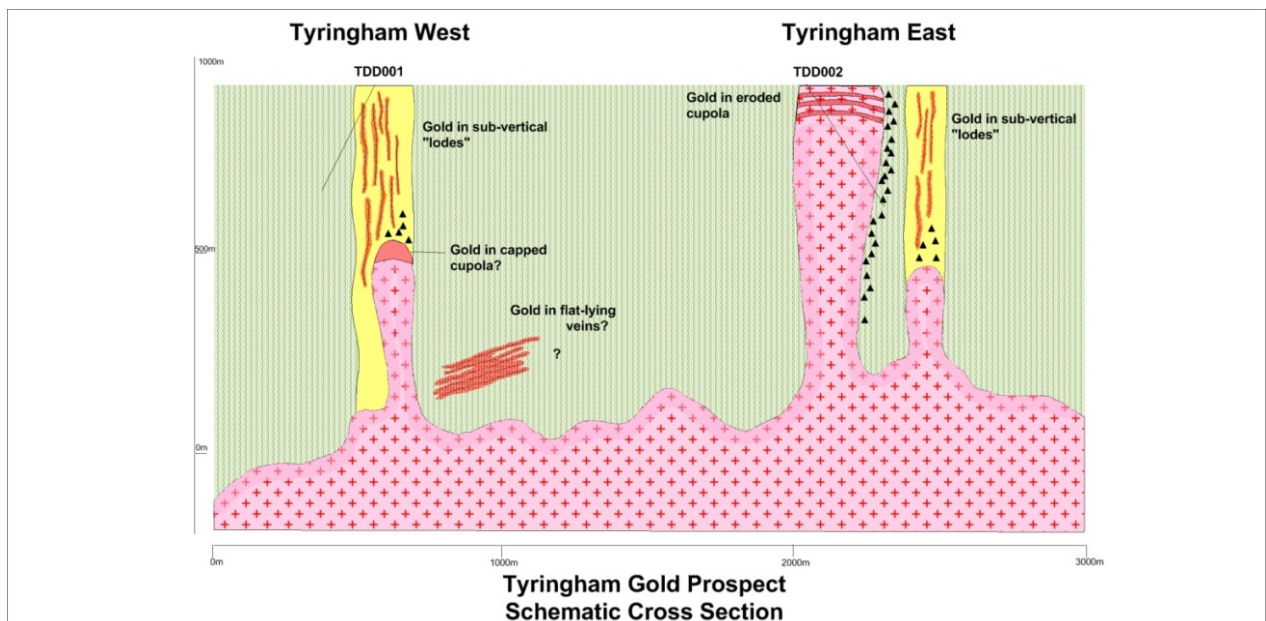 Tyringham West
Tyringham East
1000m
TDD001
TDD002
Gold in eroded
cupola
Gold in sub-vertical
"lodes"
Gold in sub-vertical
"lodes"
500m
Gold in capped
cupola?
Gold in flat-lying
veins?
?
0m
0m
1000m
2000m
3000m
Tyringham Gold Prospect
Schematic Cross Section